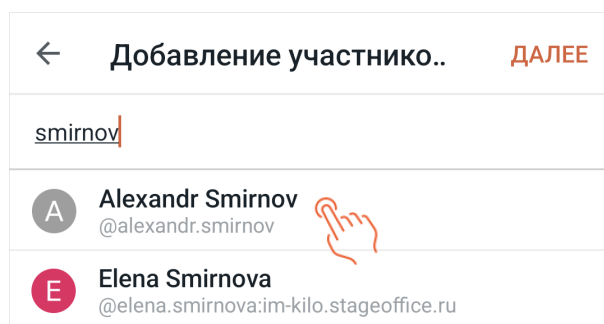 Добавление участнико..
ДАЛЕЕ
smirnov
A
Alexandr Smirnov
@alexandr.smirnov
E
Elena Smirnova
@elena.smirnova:im-kilo.stageoffice.ru